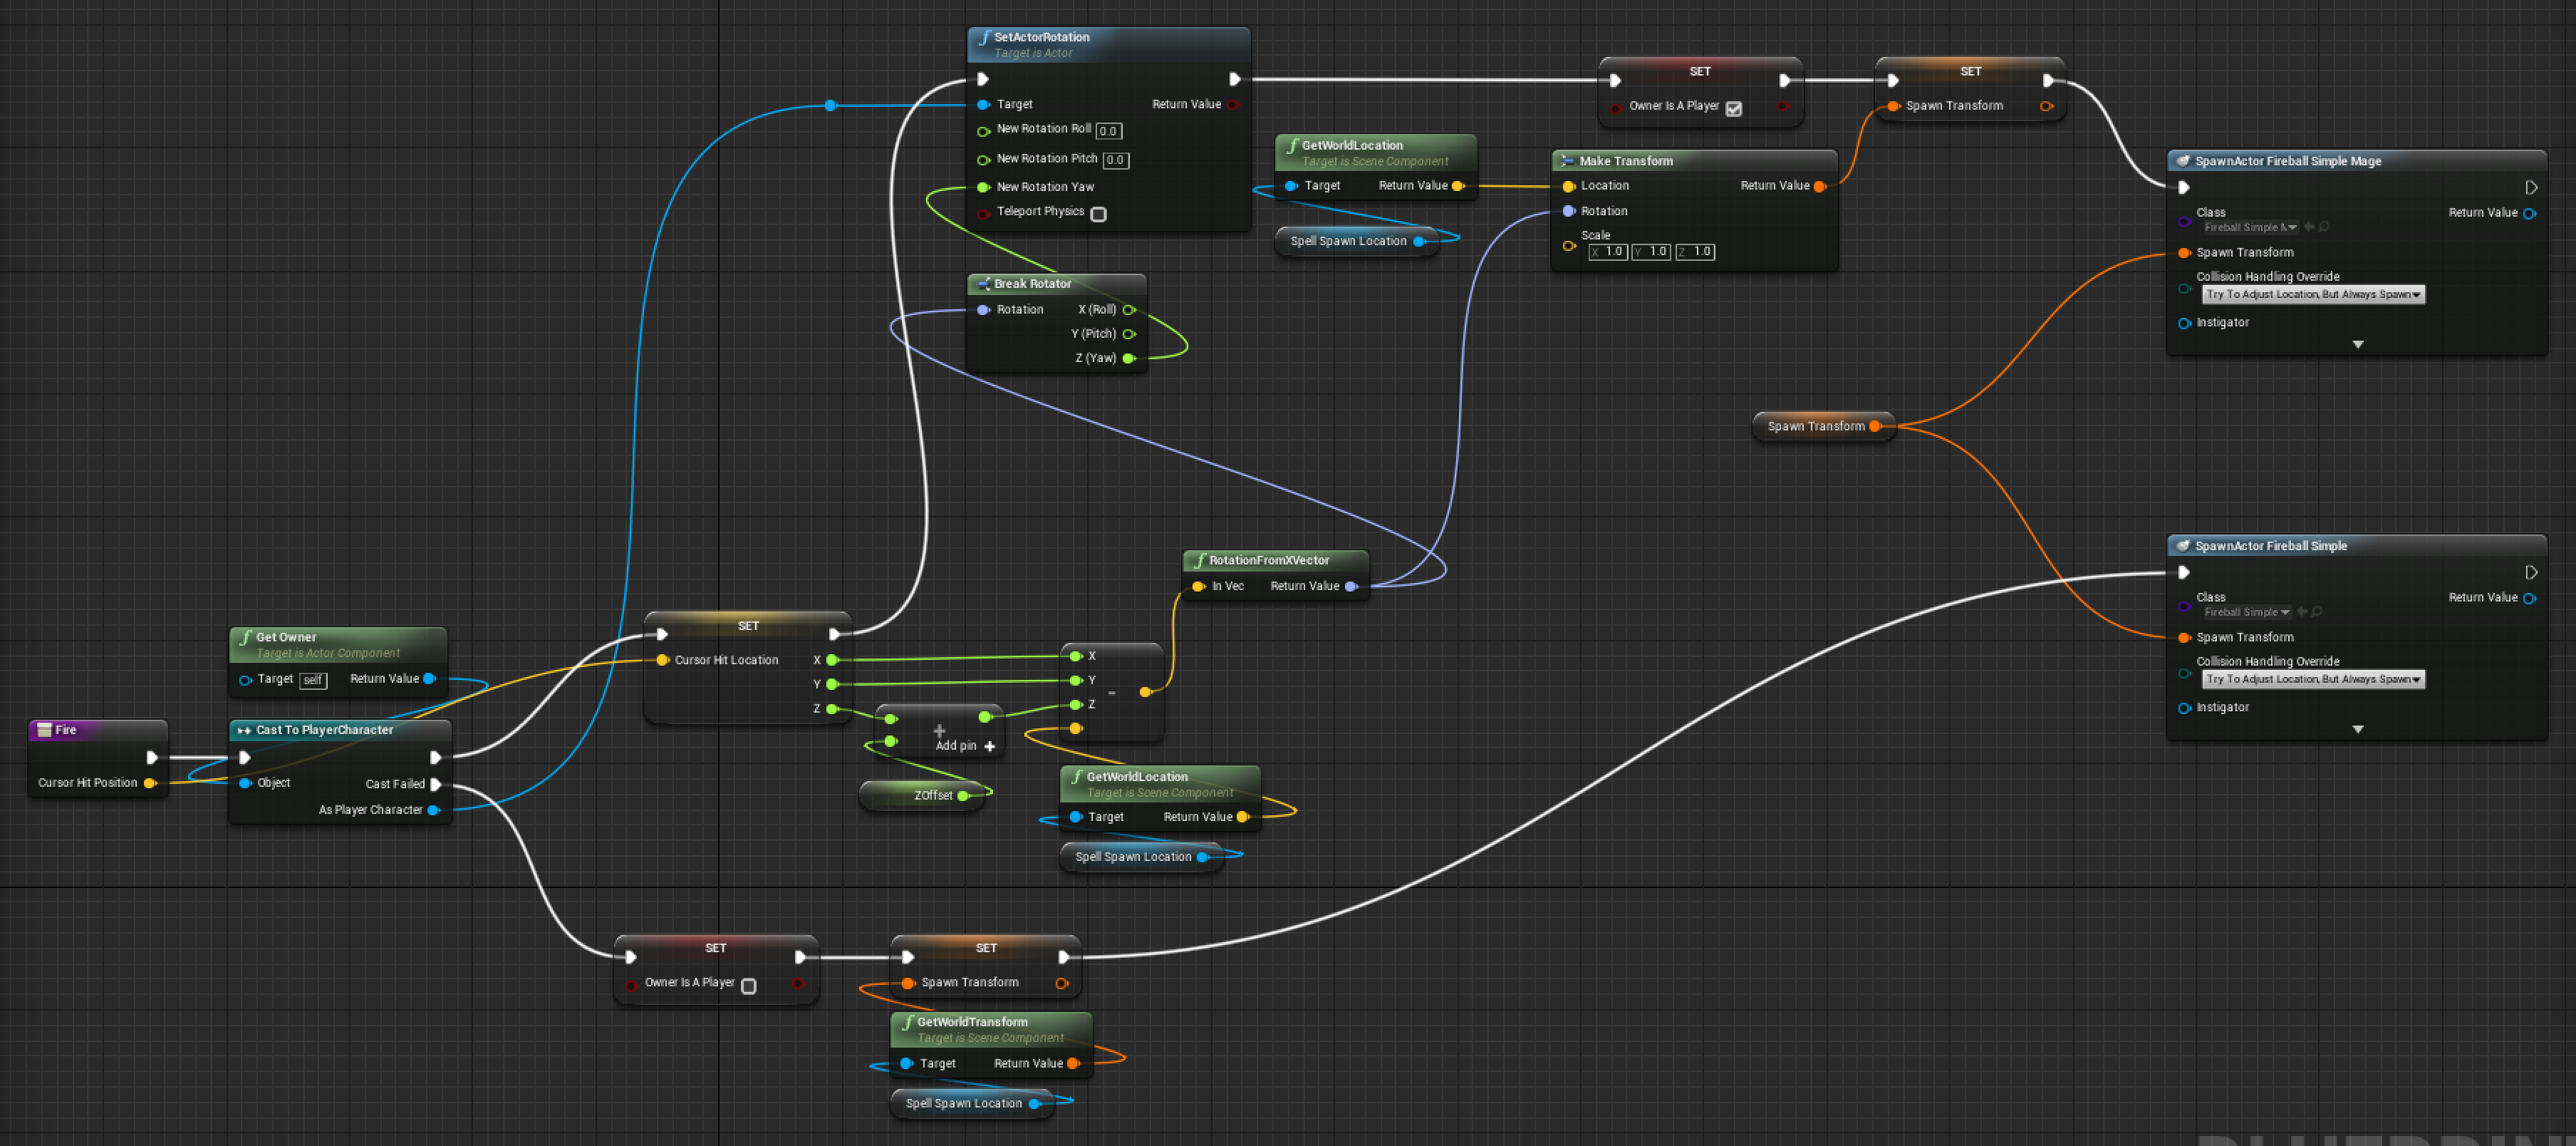 SetActorRotation
Target is Actor
Target
Return Value
New Rotation Roll 0.0
New Rotation Pitch 0.0
New Rotation Yaw
Teleport Physics
Break Rotator
Rotation
X (Roll)
Y (Pitch)
Z (Yaw)
GetWorldLocation
Target is Scene Component
Target
Return Value
Spell Spawn Location
SET
Owner Is A Player
SET
Spawn Transform
Make Transform
Location
Return Value
Rotation
Scale
X 1.0 Y 1.0 Z 1.0
SpawnActor Fireball Simple Mage
Class
Return Value
Fireball Simple M
Spawn Transform
Collision Handling Override
Try To Adjust Location, But Always Spawn
Instigator
Spawn Transform
SpawnActor Fireball Simple
Class
Return Value
Fireball Simple
Spawn Transform
Collision Handling Override
Try To Adjust Location, But Always Spawn
Instigator
RotationFromXVector
In Vec
Return Value
Get Owner
Target is Actor Component
Target self
Return Value
Fire
Cursor Hit Position
Cast To PlayerCharacter
Object
Cast Failed
As Player Character
SET
Cursor Hit Location
X
Y
Z
+
Add pin +
ZOffset
X
Y
-
Z
GetWorldLocation
Target is Scene Component
Target
Return Value
Spell Spawn Location
SET
Owner Is A Player
SET
Spawn Transform
GetWorldTransform
Target is Scene Component
Target
Return Value
Spell Spawn Location